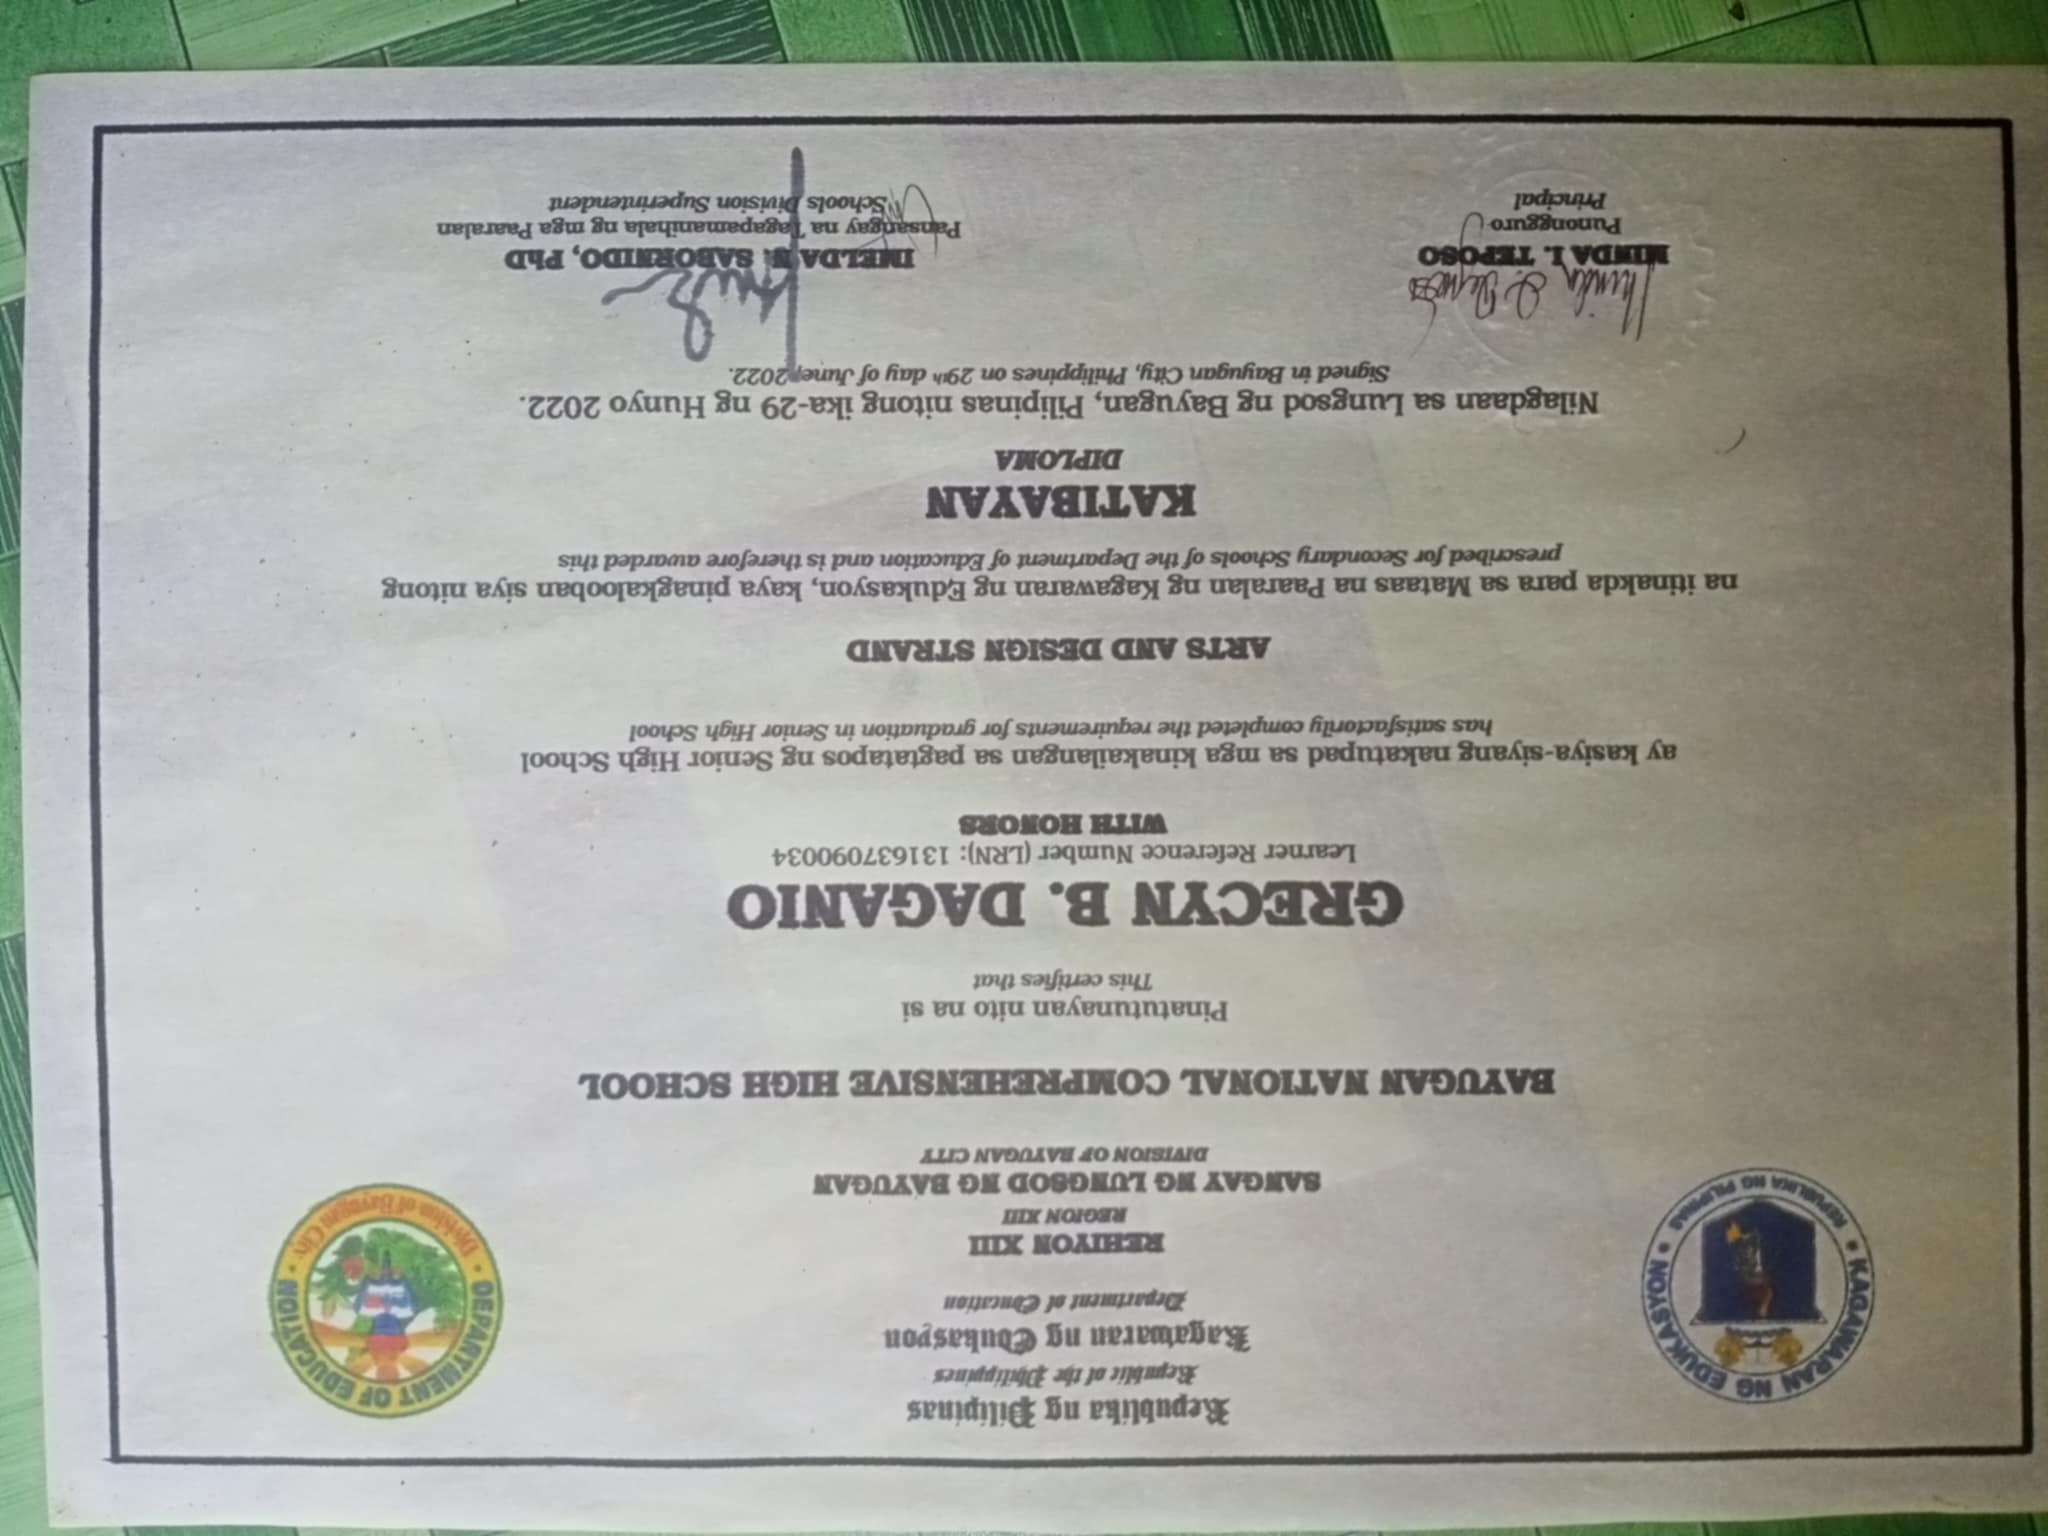 Republika ng Pilipinas
Republic of the Philippines
Kagawaran ng Edukasyon
Department of Education
KAGAWARAN NG EDUKASYON
REPUBLIKA NG PILIPINAS
DEPARTMENT OF EDUCATION
Division of Bayugan City
REHIYON XIII
REGION XIII
SANGAY NG LUNGSOD NG BAYUGAN
DIVISION OF BAYUGAN CITY
BAYUGAN NATIONAL COMPREHENSIVE HIGH SCHOOL
Pinatutunayan nito na si
This certifies that
GRECYN B. DAGANIO
Learner Reference Number (LRN): 131637090034
WITH HONORS
ay kasiya-siyang nakatupad sa mga kinakailangan sa pagtatapos ng Senior High School
has satisfactorily completed the requirements for graduation in Senior High School
ARTS AND DESIGN STRAND
na itinakda para sa Mataas na Paaralan ng Kagawaran ng Edukasyon, kaya pinagkalooban siya nitong
prescribed for Secondary Schools of the Department of Education and is therefore awarded this
KATIBAYAN
DIPLOMA
Nilagdaan sa Lungsod ng Bayugan, Pilipinas nitong ika-29 ng Hunyo 2022.
Signed in Bayugan City, Philippines on 29th day of June, 2022.
Minda I. Teposo
MINDA I. TEPOSO
Punongguro
Principal
IMELDA N. SABORNIDO, PhD
Pansangay na Tagapamanihala ng mga Paaralan
Schools Division Superintendent